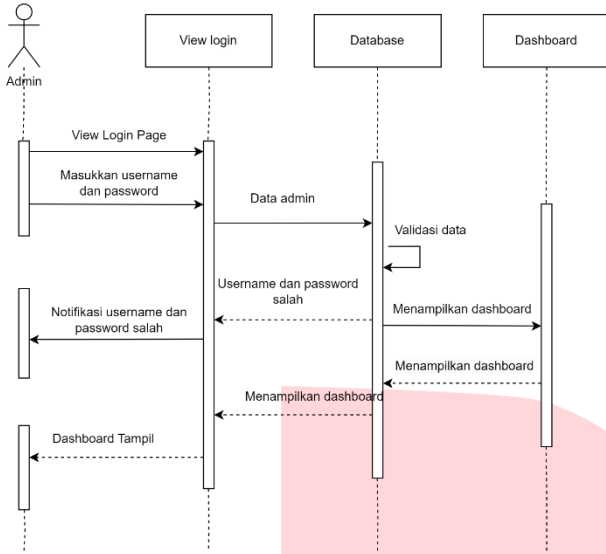 View login
Database
Dashboard
Admin
View Login Page
Masukkan username
dan password
Data admin
Validasi data
Username dan password
salah
Notifikasi username dan
password salah
Menampilkan dashboard
Menampilkan dashboard
Menampilkan dashboard
Dashboard Tampil